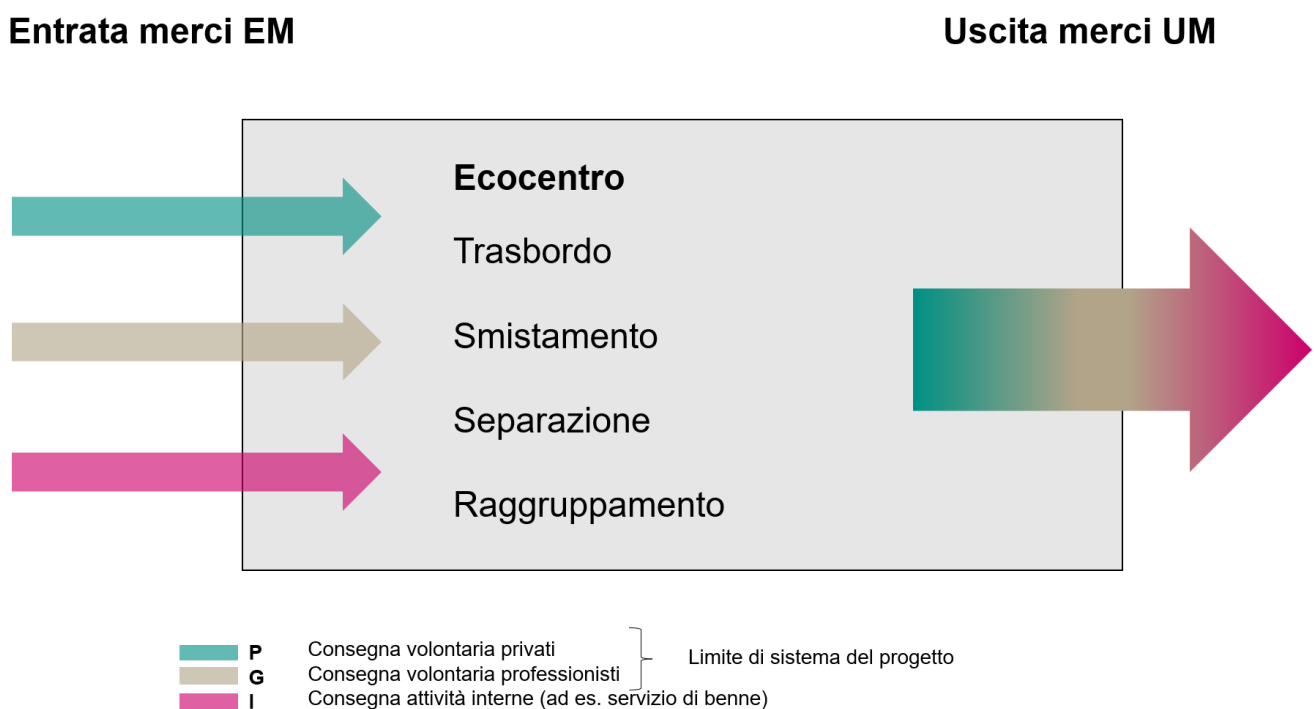 Entrata merci EM
Uscita merci UM
Ecocentro
Trasbordo
Smistamento
Separazione
Raggruppamento
P Consegna volontaria privati
G Consegna volontaria professionisti
Limite di sistema del progetto
I Consegna attività interne (ad es. servizio di benne)